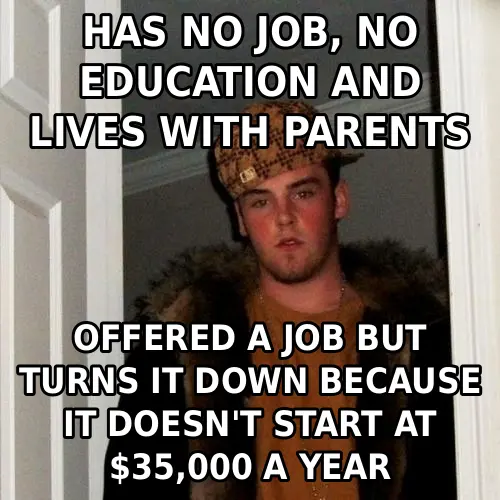 HAS NO JOB, NO
EDUCATION AND
LIVES WITH PARENTS
OFFERED A JOB BUT
TURNS IT DOWN BECAUSE
IT DOESN'T START AT
$35,000 A YEAR